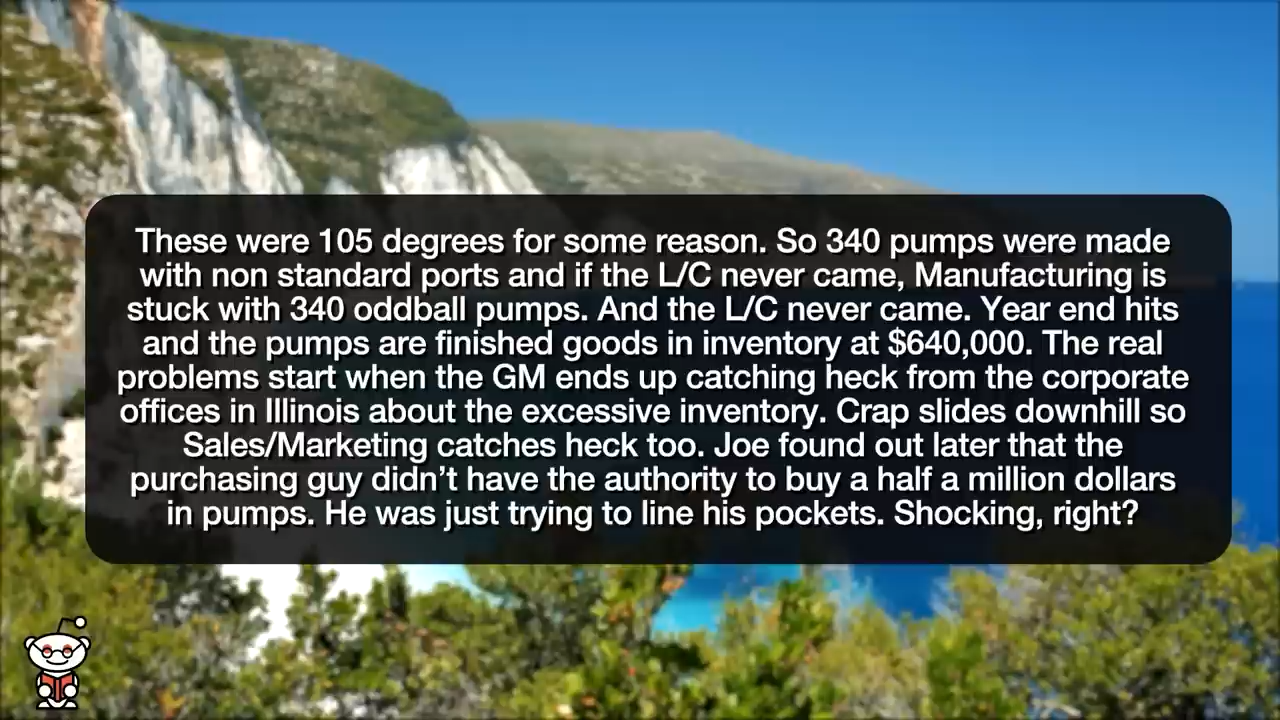 These were 105 degrees for some reason. So 340 pumps were made
with non standard ports and if the L/C never came, Manufacturing is
stuck with 340 oddball pumps. And the L/C never came. Year end hits
and the pumps are finished goods in inventory at $640,000. The real
problems start when the GM ends up catching heck from the corporate
offices in Illinois about the excessive inventory. Crap slides downhill so
Sales/Marketing catches heck too. Joe found out later that the
purchasing guy didn’t have the authority to buy a half a million dollars
in pumps. He was just trying to line his pockets. Shocking, right?